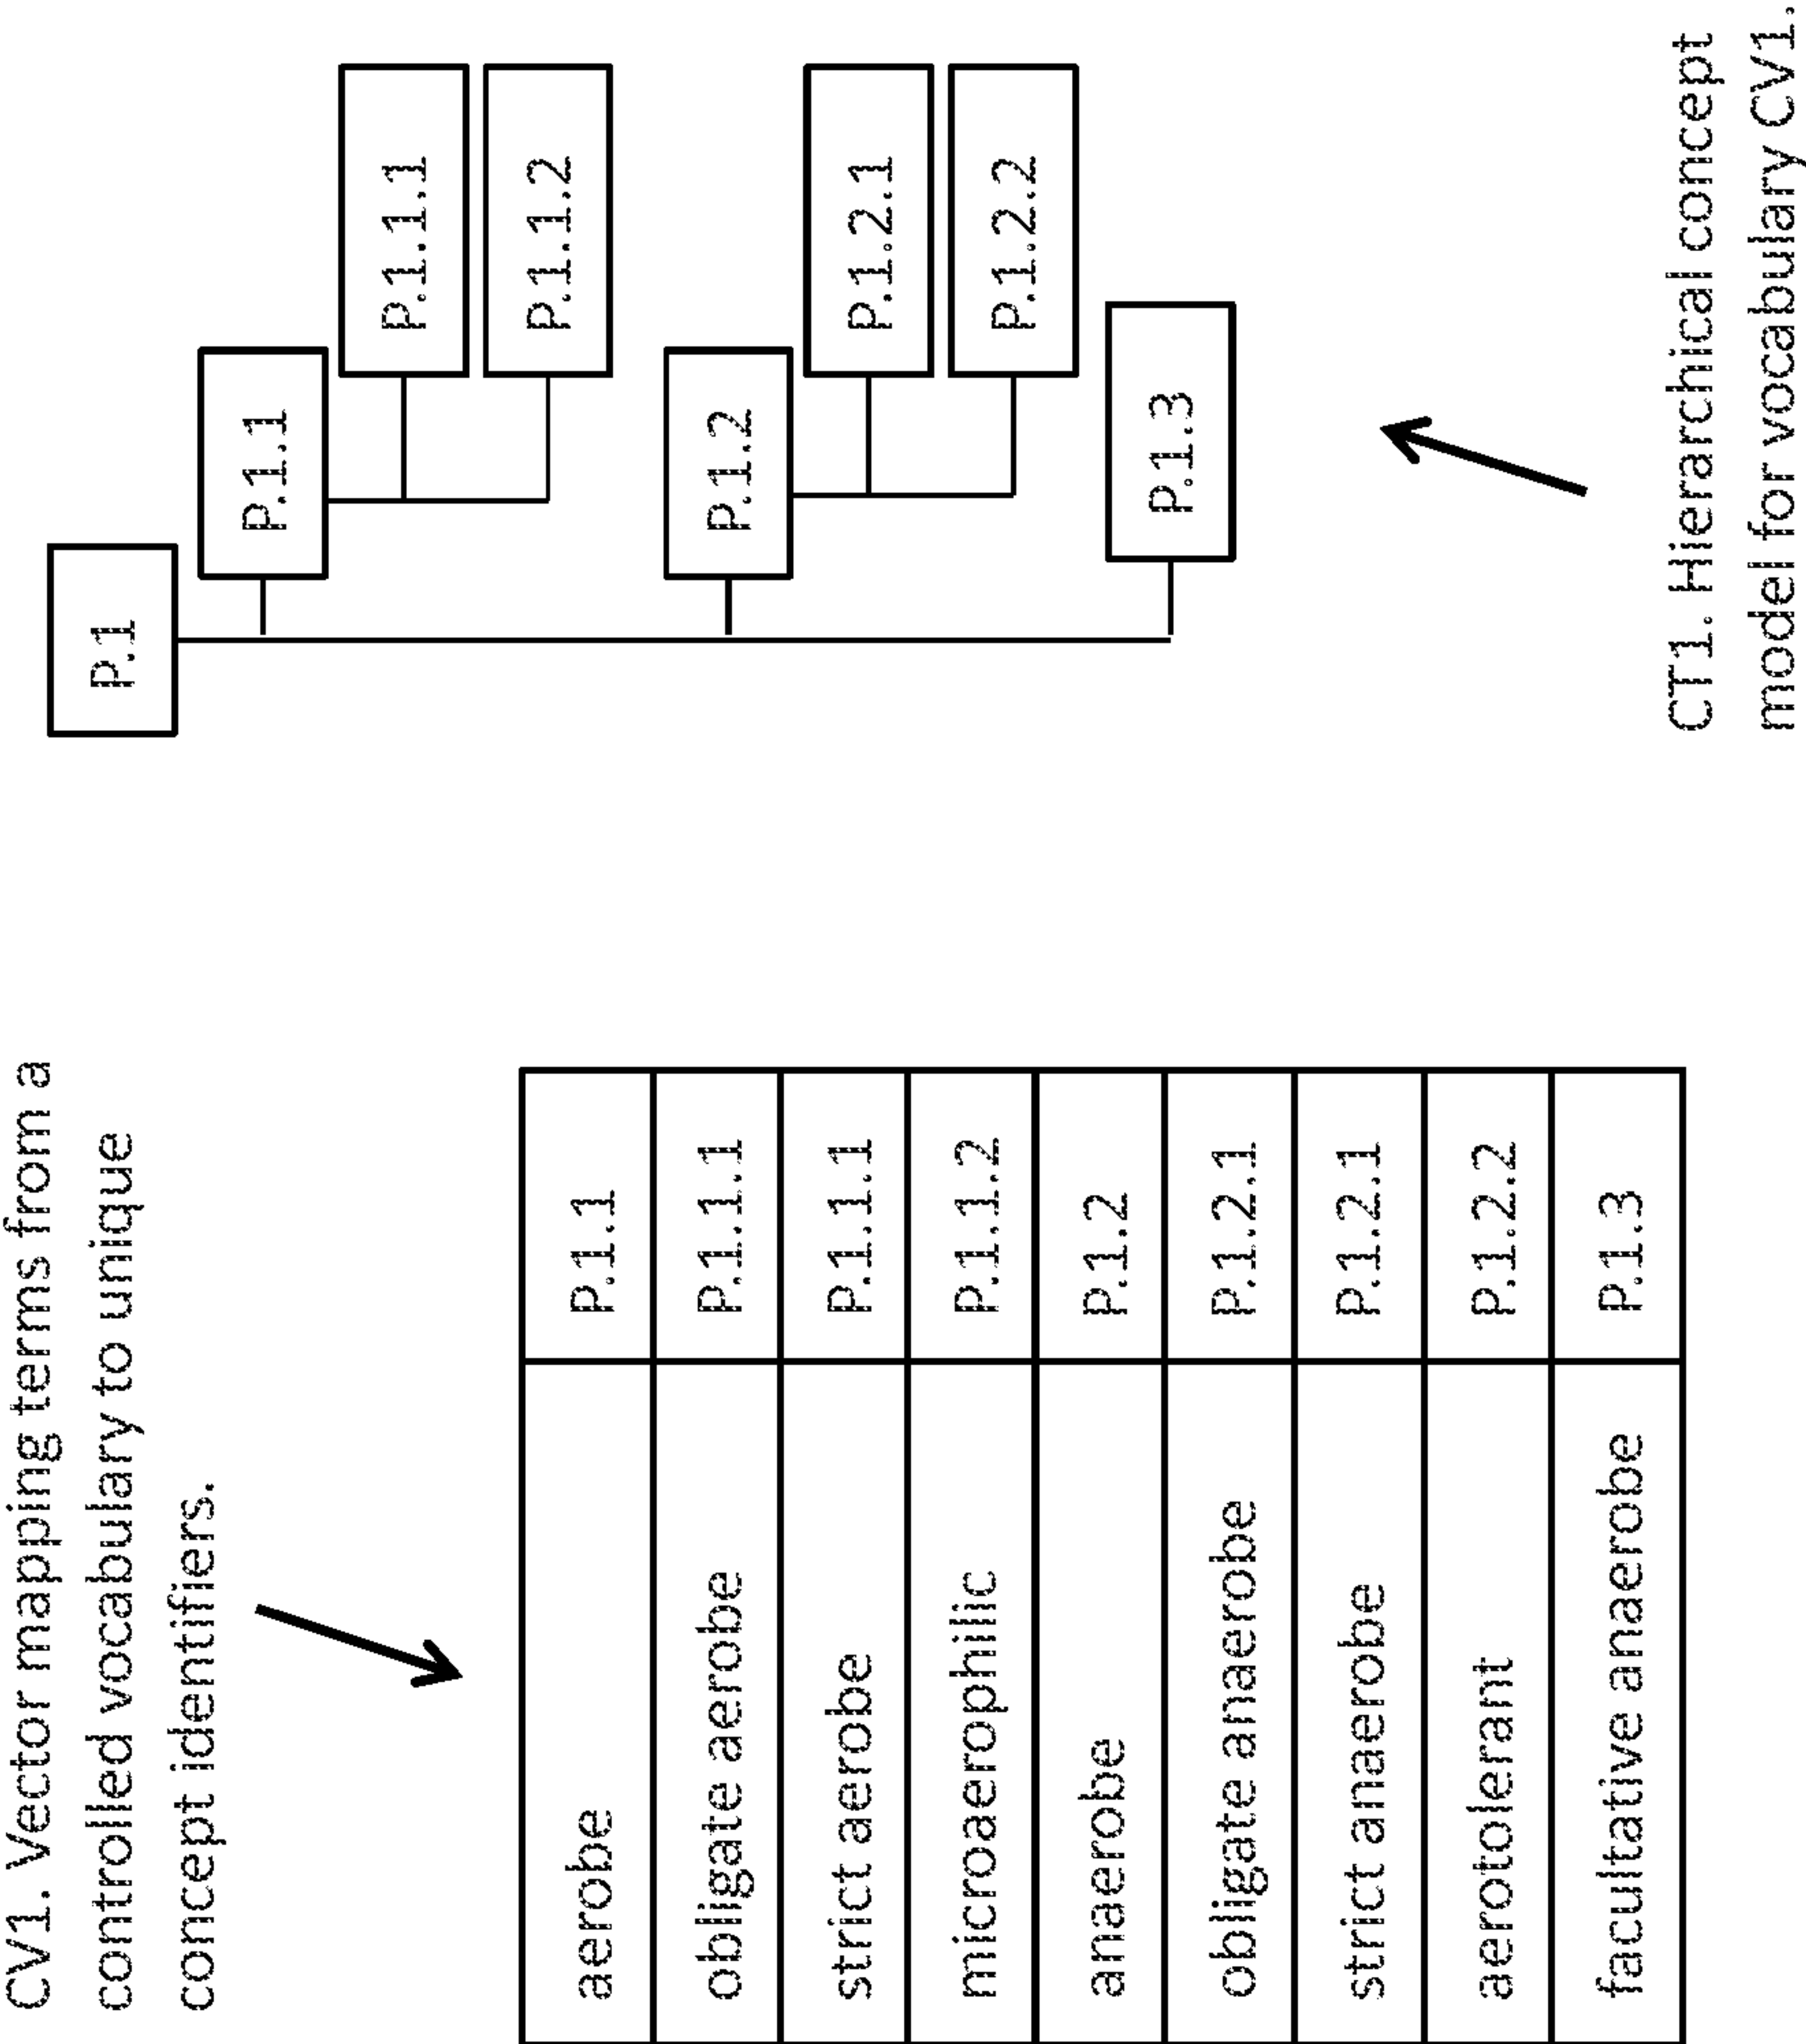 CV1. Vector mapping terms from a
controlled vocabulary to unique
concept identifiers.
aerobe P.1.1
obligate aerobe P.1.1.1
strict aerobe P.1.1.1
microaerophilic P.1.1.2
anaerobe P.1.2
obligate anaerobe P.1.2.1
strict anaerobe P.1.2.1
aerotolerant P.1.2.2
facultative anaerobe P.1.3
P.1
P.1.1
P.1.1.1
P.1.1.2
P.1.2
P.1.2.1
P.1.2.2
P.1.3
CT1. Hierarchical concept
model for vocabulary CV1.